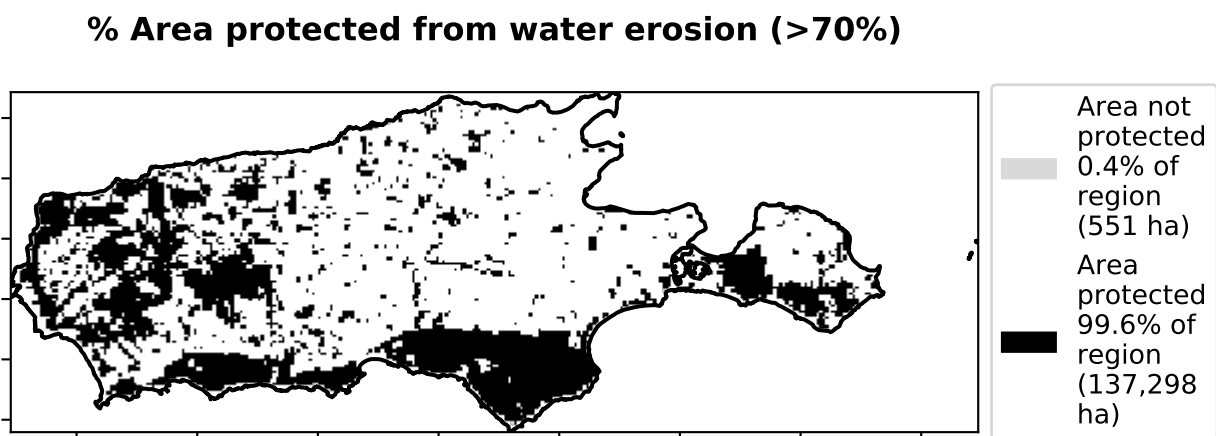 % Area protected from water erosion (>70%)
Area not
protected
0.4% of
region
(551 ha)
Area
protected
99.6% of
region
(137,298
ha)